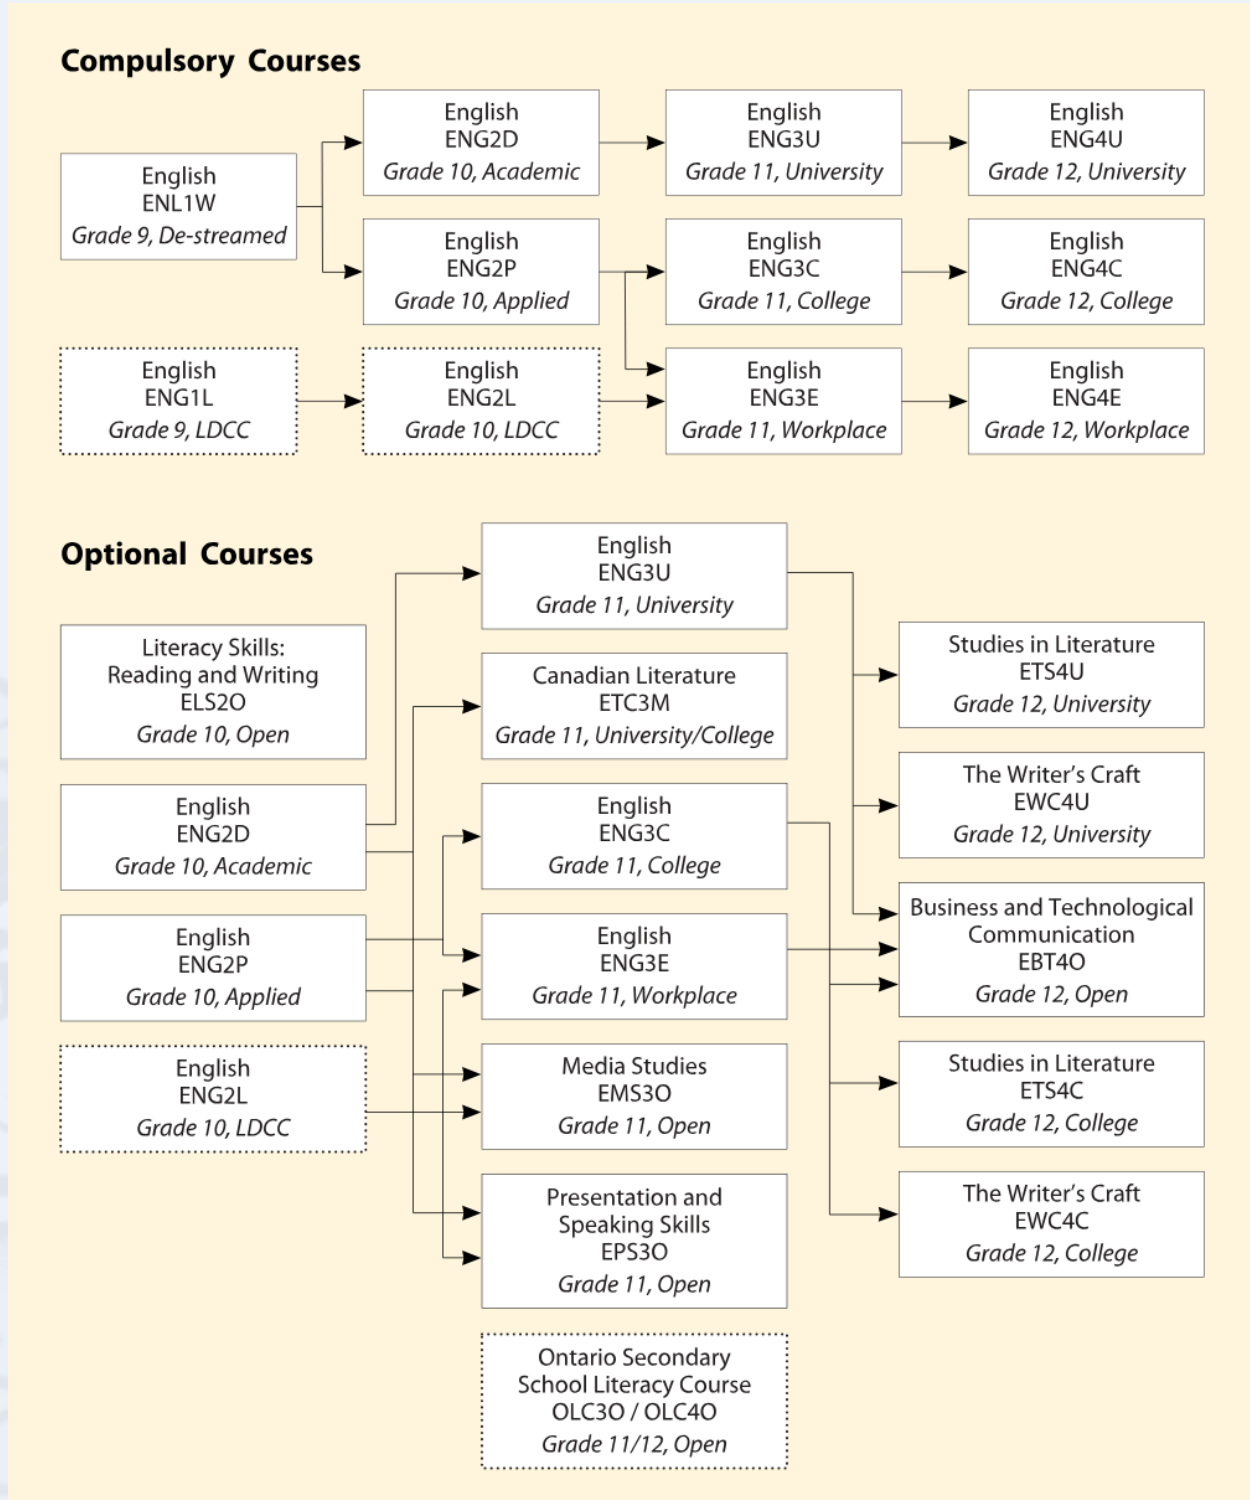 Compulsory Courses
English
ENL1W
Grade 9, De-streamed
English
ENG2D
Grade 10, Academic
English
ENG3U
Grade 11, University
English
ENG4U
Grade 12, University
English
ENG2P
Grade 10, Applied
English
ENG3C
Grade 11, College
English
ENG4C
Grade 12, College
English
ENG1L
Grade 9, LDCC
English
ENG2L
Grade 10, LDCC
English
ENG3E
Grade 11, Workplace
English
ENG4E
Grade 12, Workplace
Optional Courses
Literacy Skills:
Reading and Writing
ELS2O
Grade 10, Open
English
ENG2D
Grade 10, Academic
English
ENG2P
Grade 10, Applied
English
ENG2L
Grade 10, LDCC
English
ENG3U
Grade 11, University
Canadian Literature
ETC3M
Grade 11, University/College
English
ENG3C
Grade 11, College
English
ENG3E
Grade 11, Workplace
Media Studies
EMS3O
Grade 11, Open
Presentation and
Speaking Skills
EPS3O
Grade 11, Open
Ontario Secondary
School Literacy Course
OLC3O / OLC4O
Grade 11/12, Open
Studies in Literature
ETS4U
Grade 12, University
The Writer's Craft
EWC4U
Grade 12, University
Business and Technological
Communication
EBT4O
Grade 12, Open
Studies in Literature
ETS4C
Grade 12, College
The Writer's Craft
EWC4C
Grade 12, College